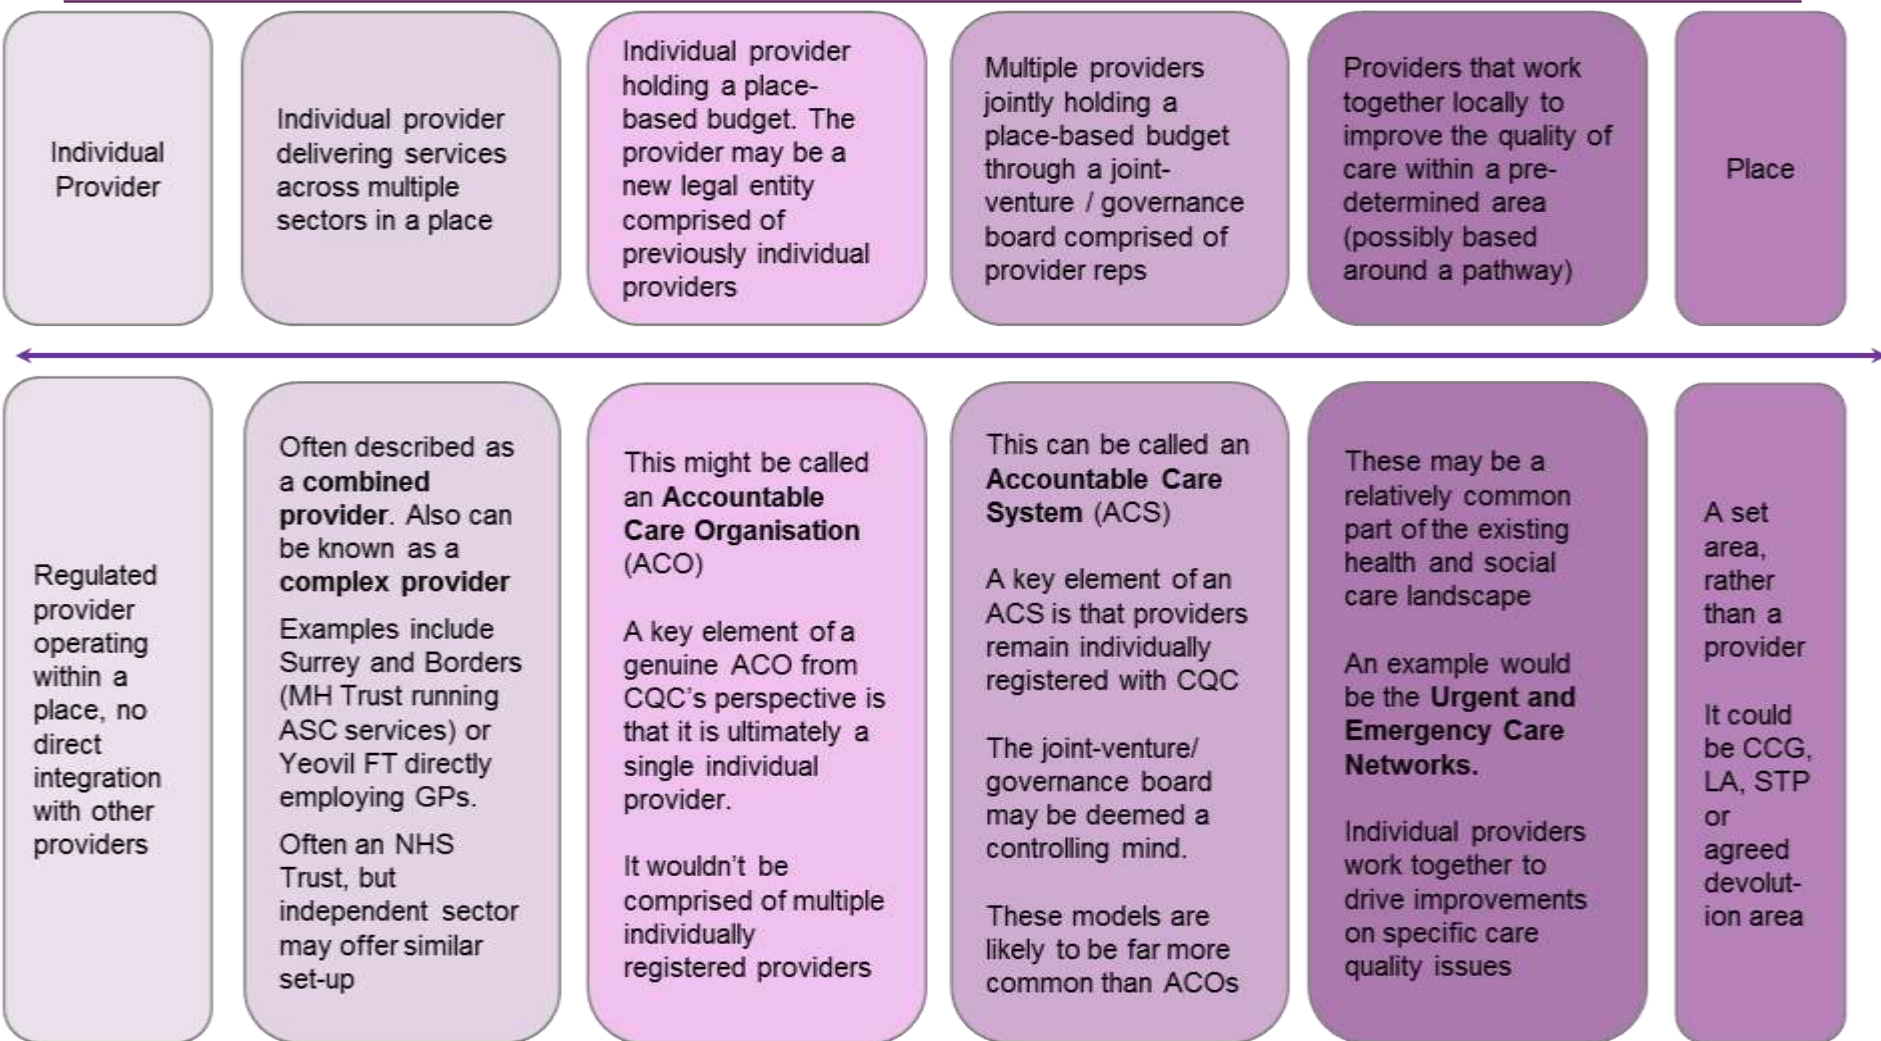 Individual
Provider
Individual provider
delivering services
across multiple
sectors in a place
Individual provider
holding a place-
based budget. The
provider may be a
new legal entity
comprised of
previously individual
providers
Multiple providers
jointly holding a
place-based budget
through a joint-
venture / governance
board comprised of
provider reps
Providers that work
together locally to
improve the quality of
care within a pre-
determined area
(possibly based
around a pathway)
Place
Regulated
provider
operating
within a
place, no
direct
integration
with other
providers
Often described as
a combined
provider. Also can
be known as a
complex provider
Examples include
Surrey and Borders
(MH Trust running
ASC services) or
Yeovil FT directly
employing GPs.
Often an NHS
Trust, but
independent sector
may offer similar
set-up
This might be called
an Accountable
Care Organisation
(ACO)
A key element of a
genuine ACO from
CQC's perspective is
that it is ultimately a
single individual
provider.
It wouldn't be
comprised of multiple
individually
registered providers
This can be called an
Accountable Care
System (ACS)
A key element of an
ACS is that providers
remain individually
registered with CQC
The joint-venture/
governance board
may be deemed a
controlling mind.
These models are
likely to be far more
common than ACOs
These may be a
relatively common
part of the existing
health and social
care landscape
An example would
be the Urgent and
Emergency Care
Networks.
Individual providers
work together to
drive improvements
on specific care
quality issues
A set
area,
rather
than a
provider
It could
be CCG,
LA, STP
or
agreed
devolut-
ion area